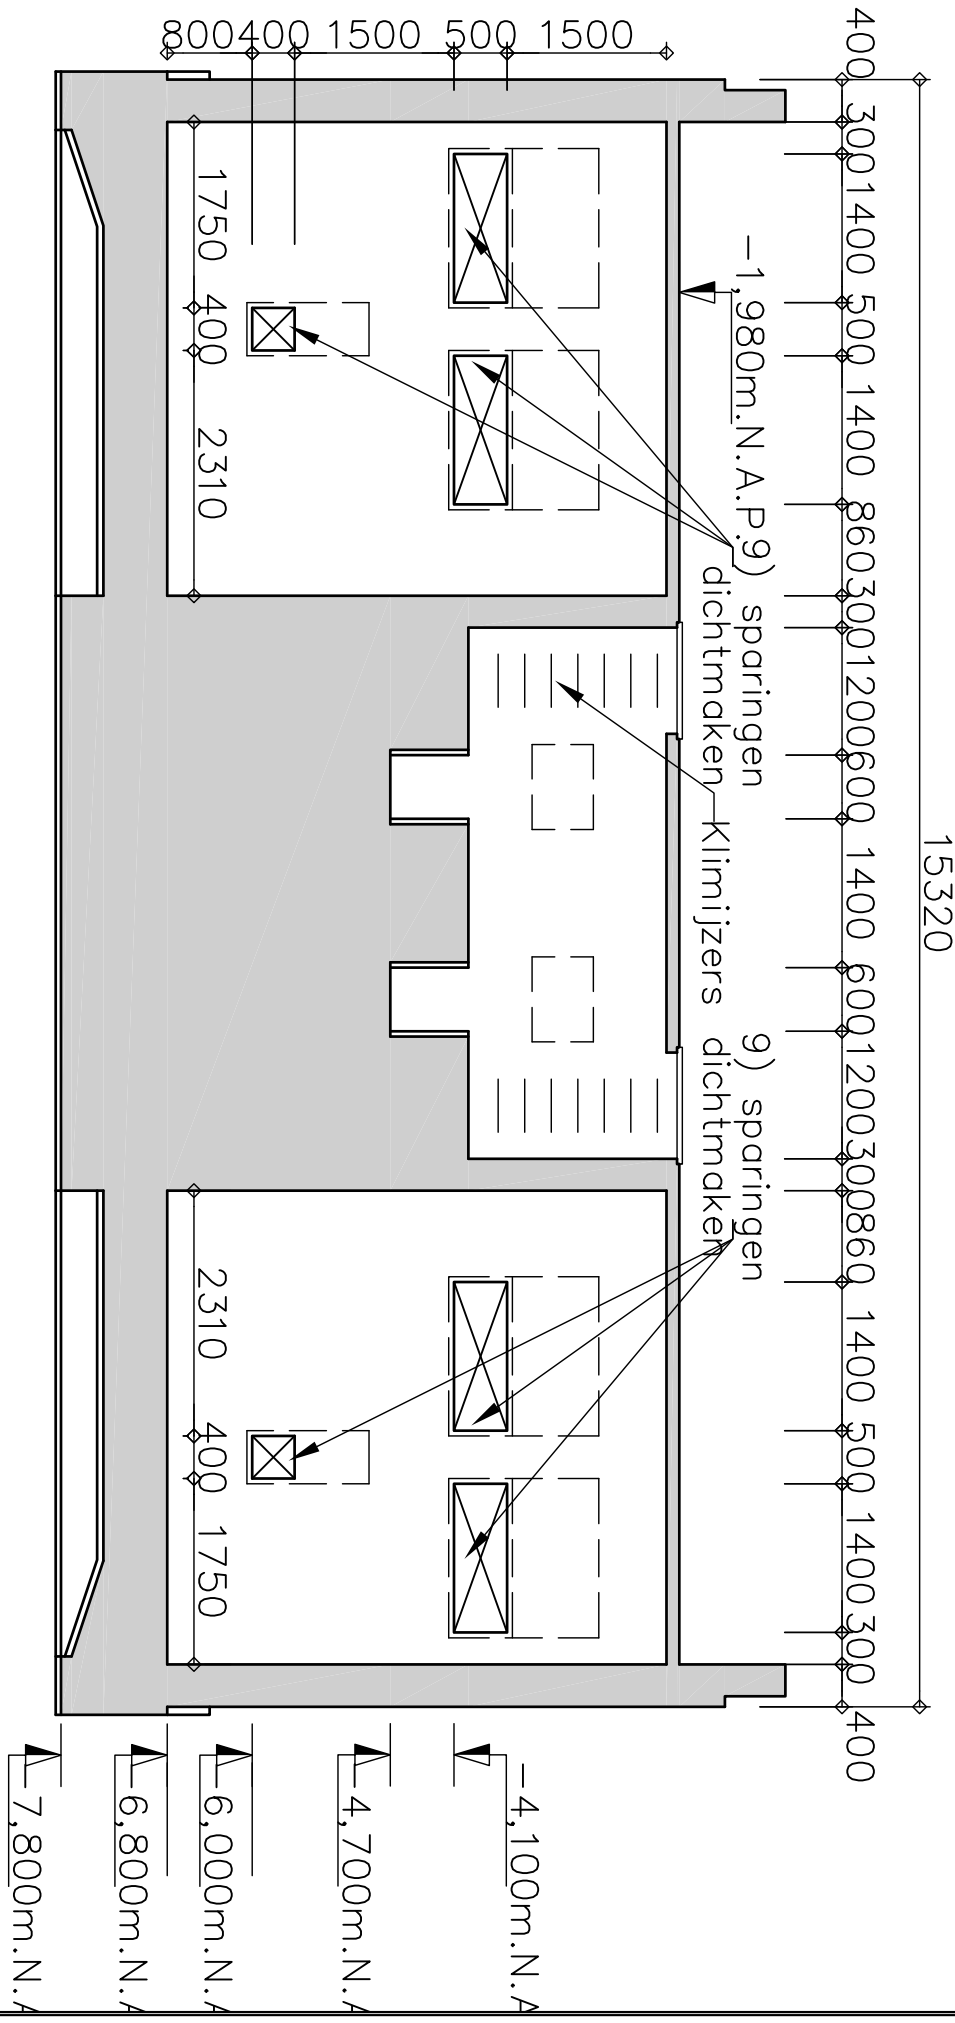 15320
400 300 1400 500 1400 860 300 1200 600 1400 600 1200 300 860 1400 500 1400 300 400
-1,980m.N.A.P.
9) sparingen
dichtmaken
Klimijzers
9) sparingen
dichtmaken
800 400 1500 500 1500
1750 400 2310
2310 400 1750
-4,100m.N.A
-4,700m.N.A
-6,000m.N.A
-6,800m.N.A
-7,800m.N.A